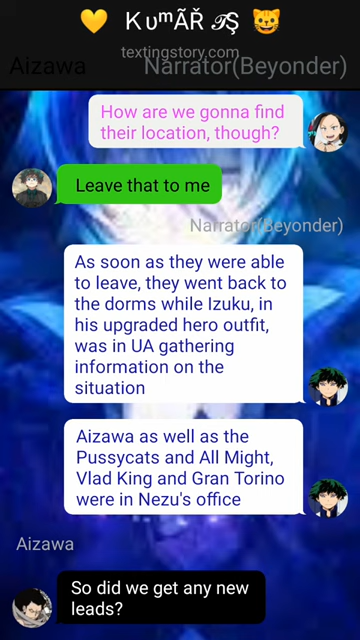 💛 KυᵐÃŘ 𝒯Ş 😺
textingstory.com
Aizawa Narrator(Beyonder)
How are we gonna find
their location, though?
Leave that to me
Narrator(Beyonder)
As soon as they were able
to leave, they went back to
the dorms while Izuku, in
his upgraded hero outfit,
was in UA gathering
information on the
situation
Aizawa as well as the
Pussycats and All Might,
Vlad King and Gran Torino
were in Nezu's office
Aizawa
So did we get any new
leads?